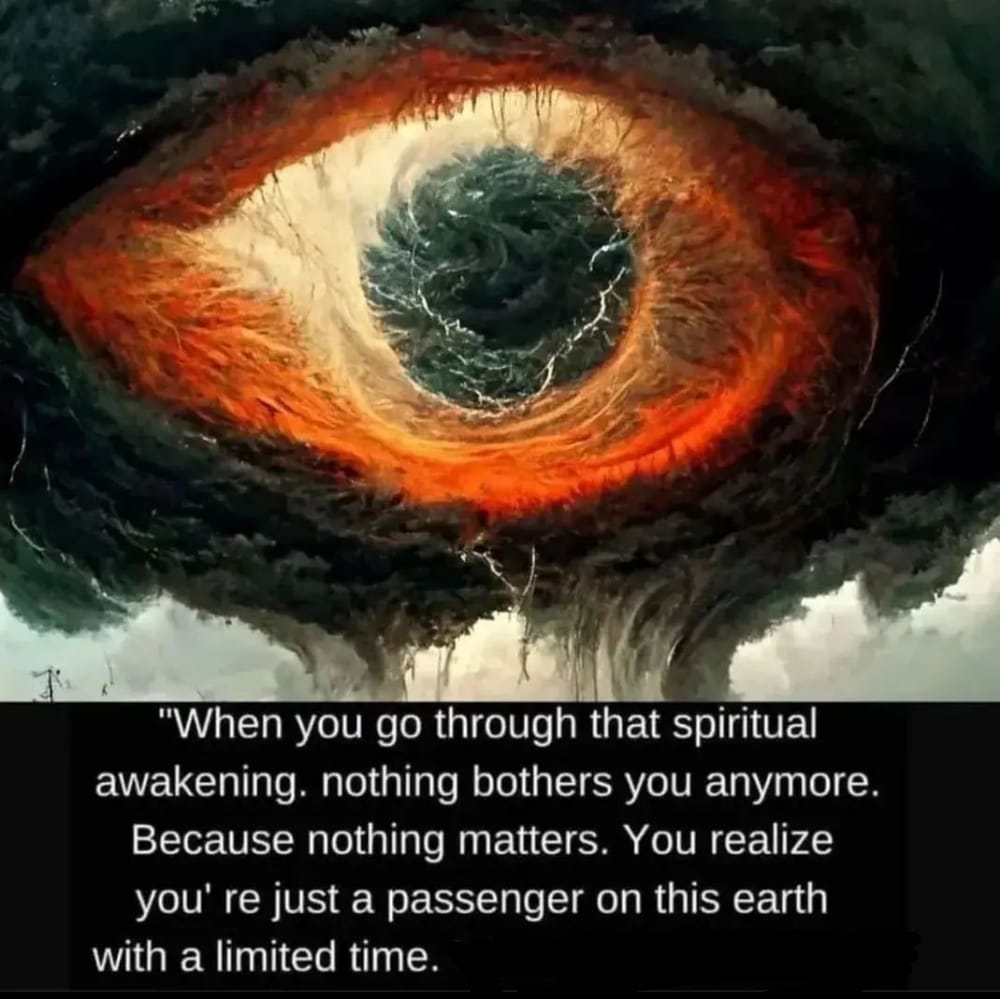 "When you go through that spiritual
awakening. nothing bothers you anymore.
Because nothing matters. You realize
you' re just a passenger on this earth
with a limited time.